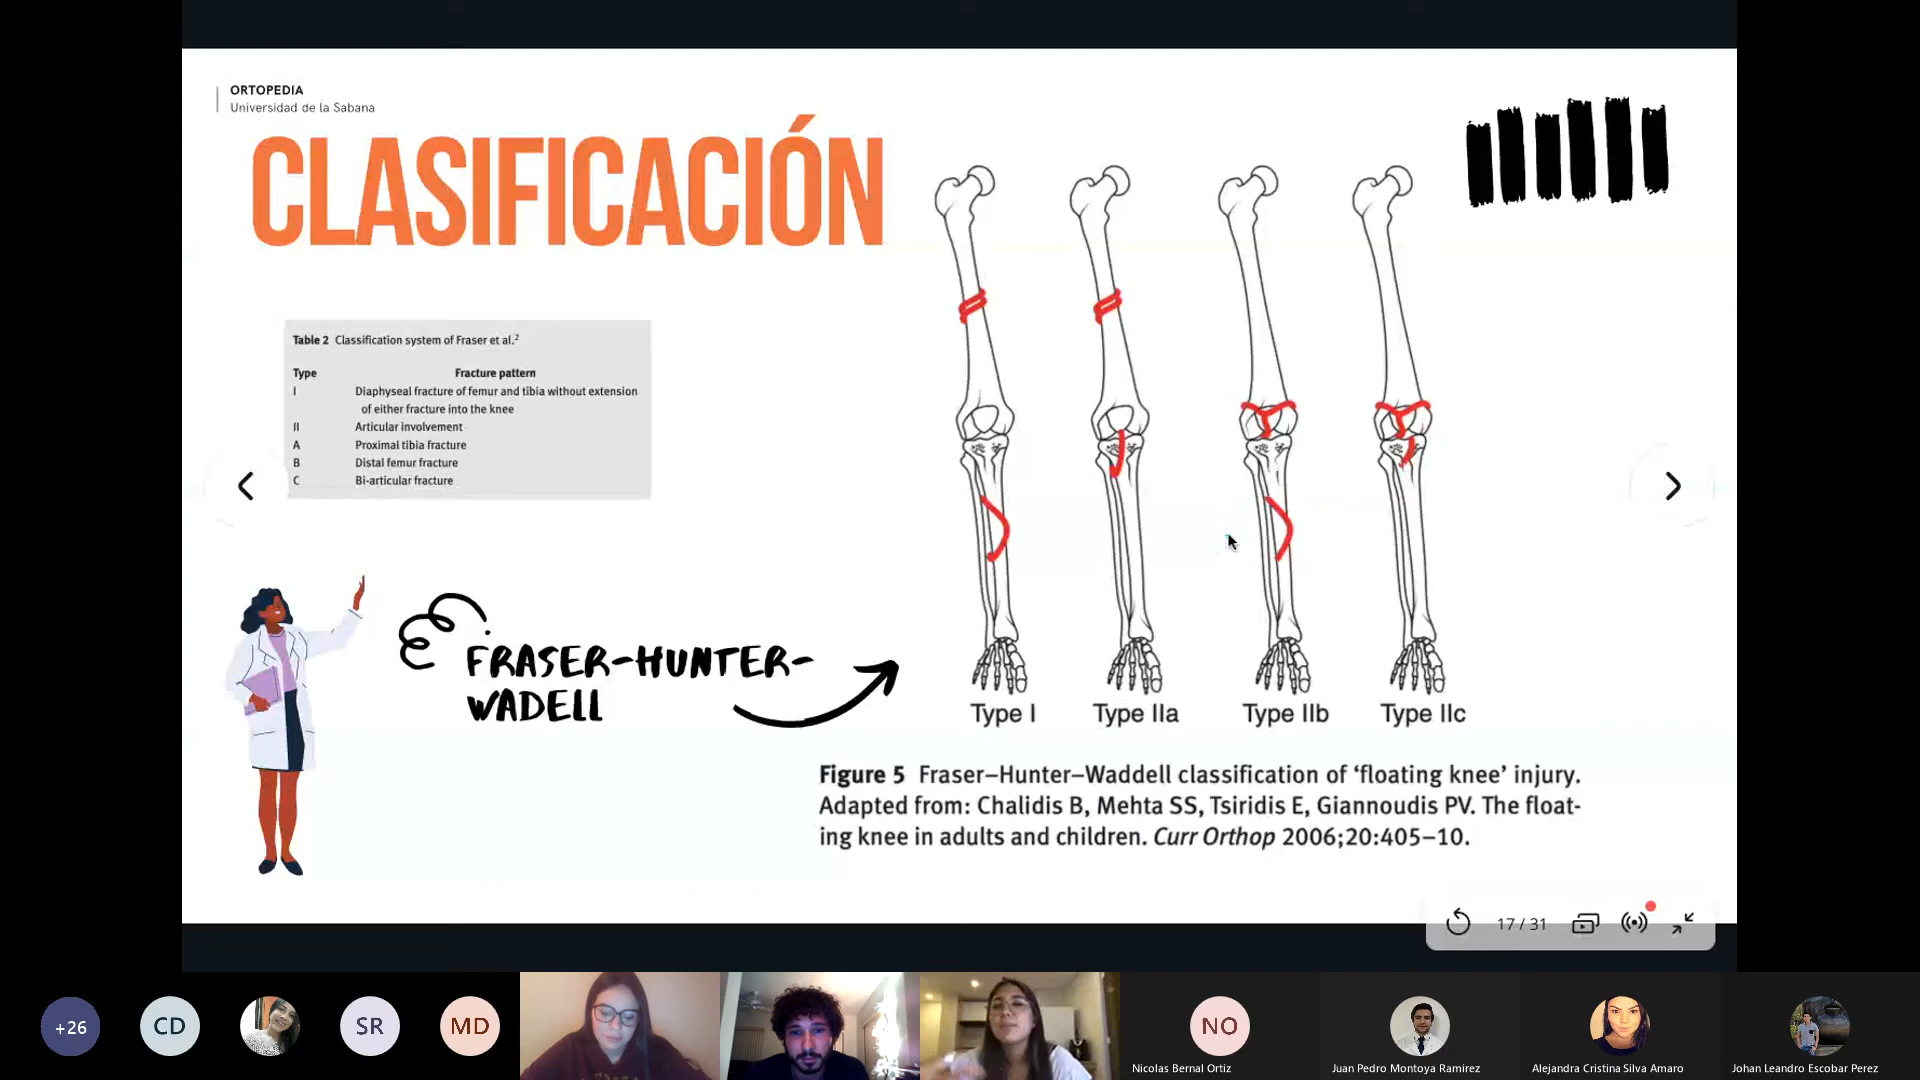 ORTOPEDIA
Universidad de la Sabana
CLASIFICACIÓN
Table 2 Classification system of Fraser et al.2
Type Fracture pattern
I Diaphyseal fracture of femur and tibia without extension
of either fracture into the knee
II Articular involvement
A Proximal tibia fracture
B Distal femur fracture
C Bi-articular fracture
FRASER-HUNTER-
WADELL
Type I Type IIa Type IIb Type IIc
Figure 5 Fraser–Hunter–Waddell classification of ‘floating knee’ injury.
Adapted from: Chalidis B, Mehta SS, Tsiridis E, Giannoudis PV. The float-
ing knee in adults and children. Curr Orthop 2006;20:405–10.
17 / 31
+26 CD SR MD NO
Nicolas Bernal Ortiz Juan Pedro Montoya Ramirez Alejandra Cristina Silva Amaro Johan Leandro Escobar Perez